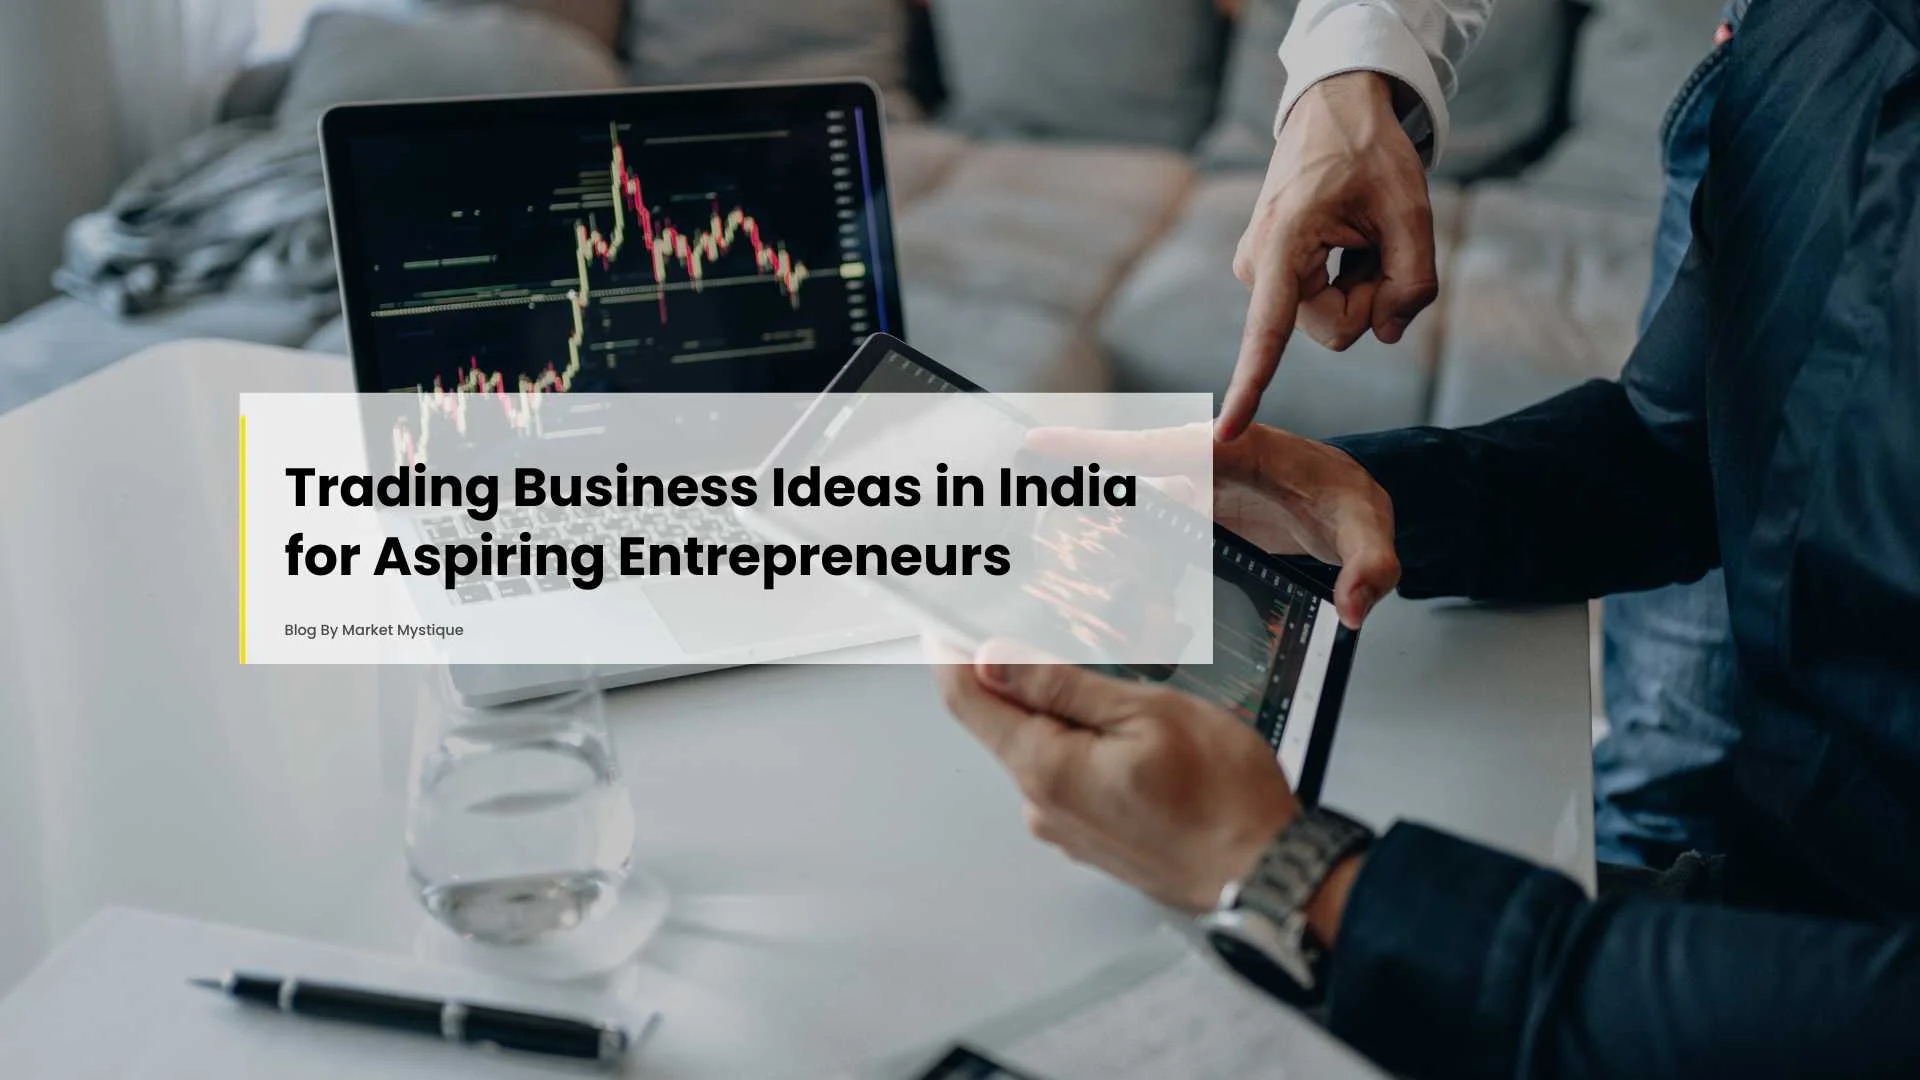 Trading Business Ideas in India
for Aspiring Entrepreneurs
Blog By Market Mystique